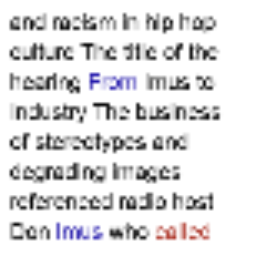 and racism in hip hop
culture The title of the
hearing From Imus to
Industry The business
of stereotypes and
degrading images
referenced radio host
Don Imus who called